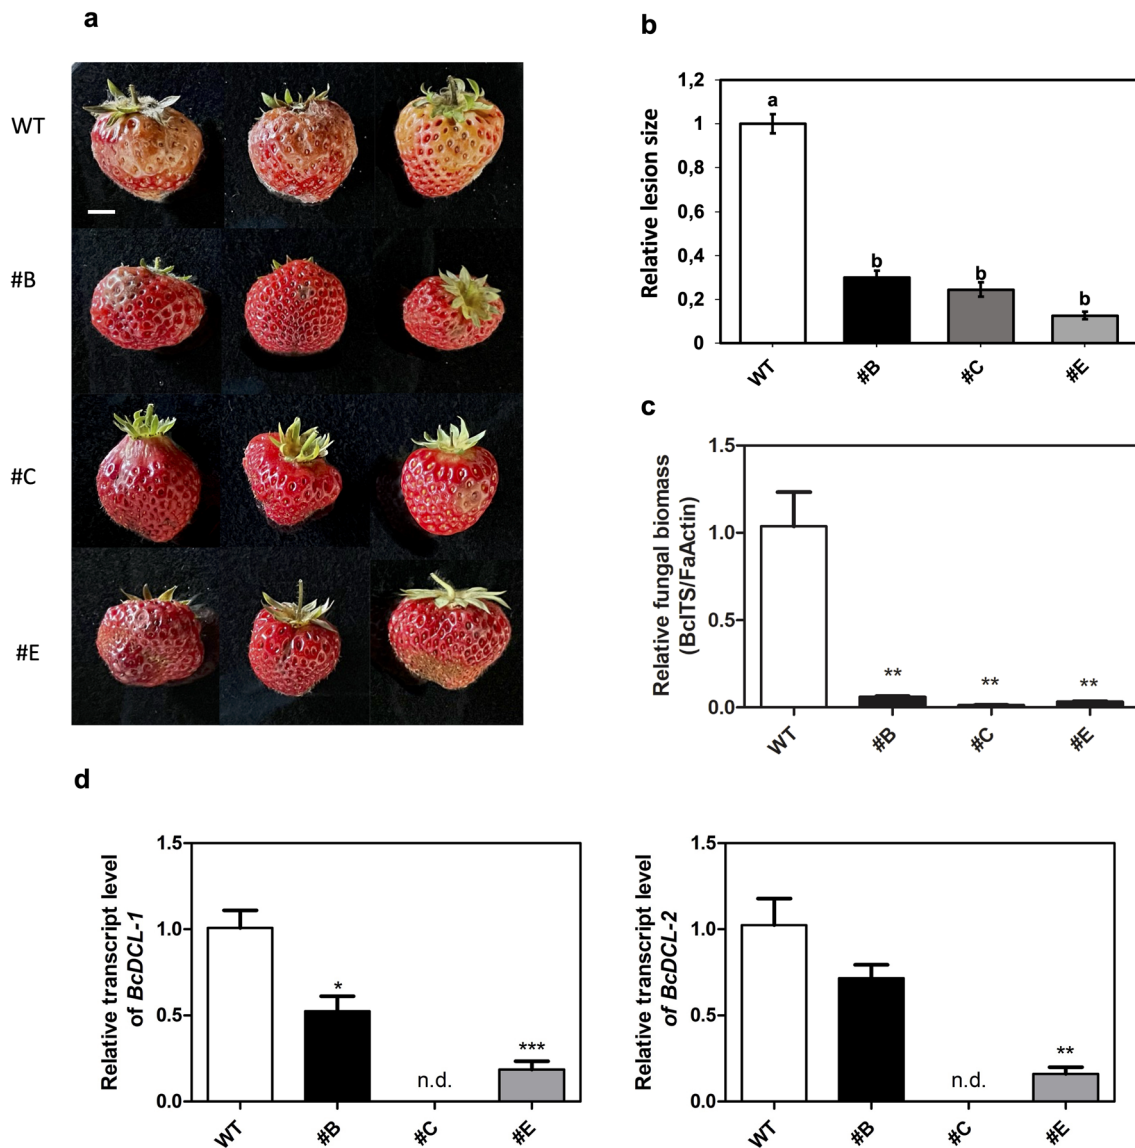 a
WT
#B
#C
#E
b
Relative lesion size
1,2
1
0,8
0,6
0,4
0,2
0
a
b
b
b
WT
#B
#C
#E
c
Relative fungal biomass
(BcITS/FaActin)
1.5
1.0
0.5
0.0
**
**
**
WT
#B
#C
#E
d
Relative transcript level
of BcDCL-1
1.5
1.0
0.5
0.0
*
n.d.
***
WT
#B
#C
#E
Relative transcript level
of BcDCL-2
1.5
1.0
0.5
0.0
n.d.
**
WT
#B
#C
#E